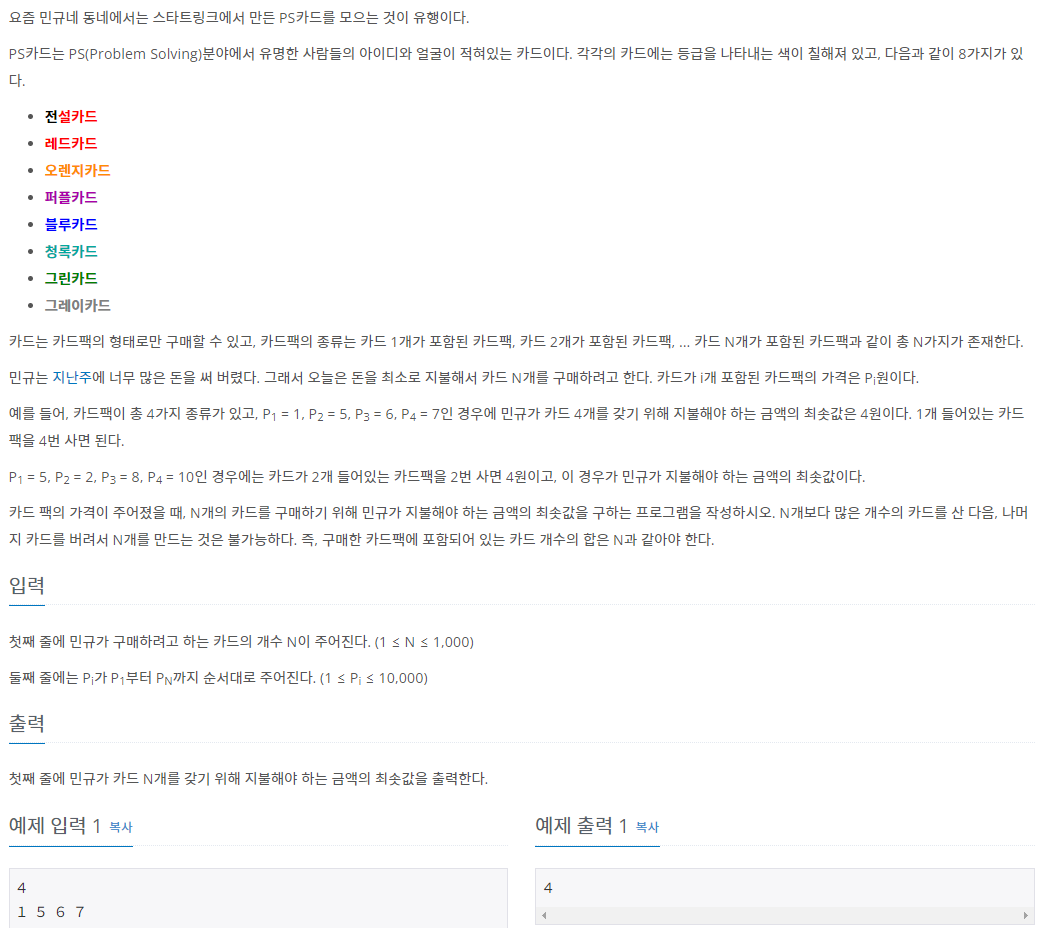 요즘 민규네 동네에서는 스타트링크에서 만든 PS카드를 모으는 것이 유행이다.
PS카드는 PS(Problem Solving)분야에서 유명한 사람들의 아이디와 얼굴이 적혀있는 카드이다. 각각의 카드에는 등급을 나타내는 색이 칠해져 있고, 다음과 같이 8가지가 있
다.
• 전설카드
• 레드카드
• 오렌지카드
• 퍼플카드
• 블루카드
• 청록카드
• 그린카드
• 그레이카드
카드는 카드팩의 형태로만 구매할 수 있고, 카드팩의 종류는 카드 1개가 포함된 카드팩, 카드 2개가 포함된 카드팩, ... 카드 N개가 포함된 카드팩과 같이 총 N가지가 존재한다.
민규는 지난주에 너무 많은 돈을 써 버렸다. 그래서 오늘은 돈을 최소로 지불해서 카드 N개를 구매하려고 한다. 카드가 i개 포함된 카드팩의 가격은 Pi원이다.
예를 들어, 카드팩이 총 4가지 종류가 있고, P1 = 1, P2 = 5, P3 = 6, P4 = 7인 경우에 민규가 카드 4개를 갖기 위해 지불해야 하는 금액의 최솟값은 4원이다. 1개 들어있는 카드
팩을 4번 사면 된다.
P1 = 5, P2 = 2, P3 = 8, P4 = 10인 경우에는 카드가 2개 들어있는 카드팩을 2번 사면 4원이고, 이 경우가 민규가 지불해야 하는 금액의 최솟값이다.
카드 팩의 가격이 주어졌을 때, N개의 카드를 구매하기 위해 민규가 지불해야 하는 금액의 최솟값을 구하는 프로그램을 작성하시오. N개보다 많은 개수의 카드를 산 다음, 나머
지 카드를 버려서 N개를 만드는 것은 불가능하다. 즉, 구매한 카드팩에 포함되어 있는 카드 개수의 합은 N과 같아야 한다.
입력
첫째 줄에 민규가 구매하려고 하는 카드의 개수 N이 주어진다. (1 ≤ N ≤ 1,000)
둘째 줄에는 Pi가 P1부터 PN까지 순서대로 주어진다. (1 ≤ Pi ≤ 10,000)
출력
첫째 줄에 민규가 카드 N개를 갖기 위해 지불해야 하는 금액의 최솟값을 출력한다.
예제 입력 1 복사
4
1 5 6 7
예제 출력 1 복사
4